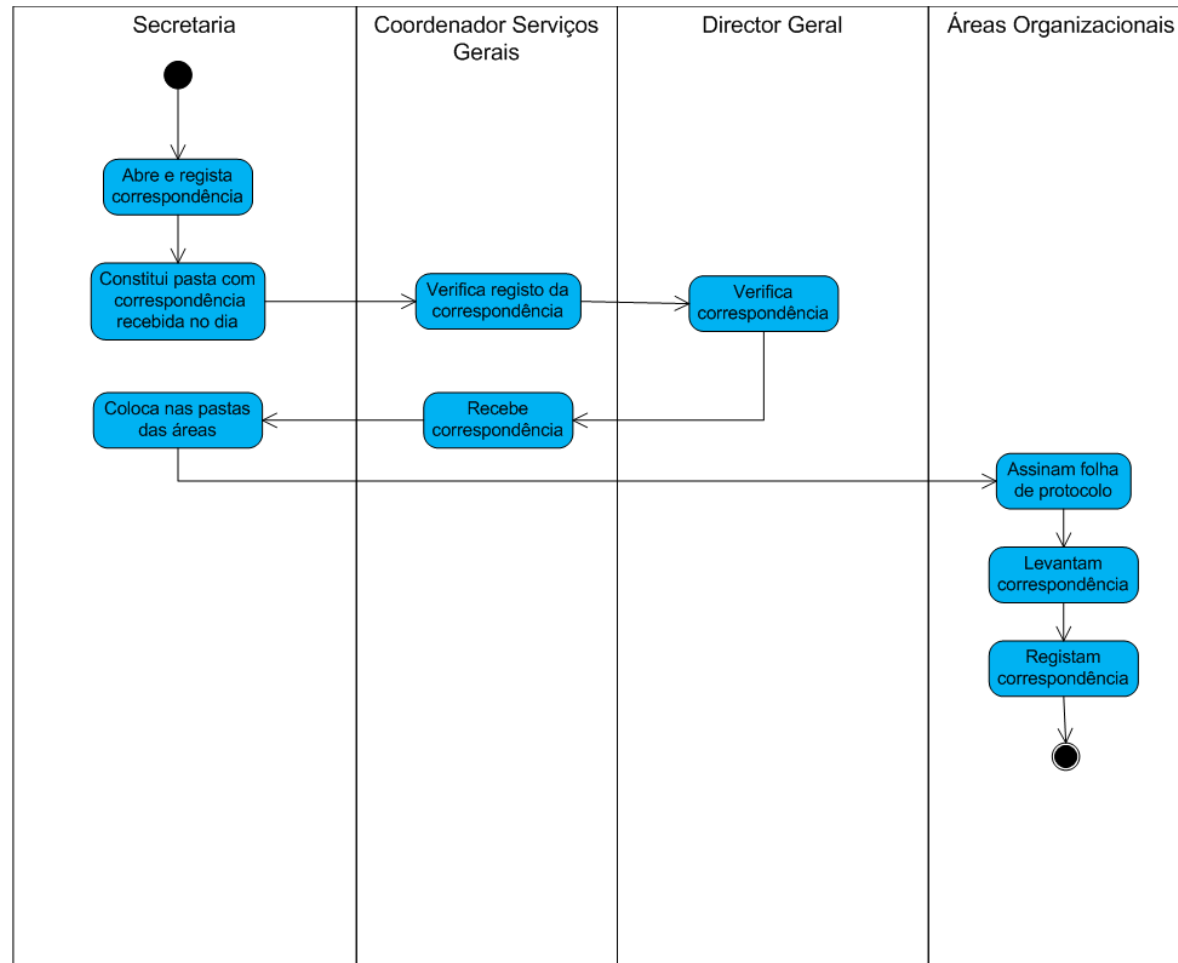 Secretaria
Coordenador Serviços
Gerais
Director Geral
Áreas Organizacionais
Abre e regista
correspondência
Constitui pasta com
correspondência
recebida no dia
Verifica registo da
correspondência
Verifica
correspondência
Coloca nas pastas
das áreas
Recebe
correspondência
Assinam folha
de protocolo
Levantam
correspondência
Registam
correspondência